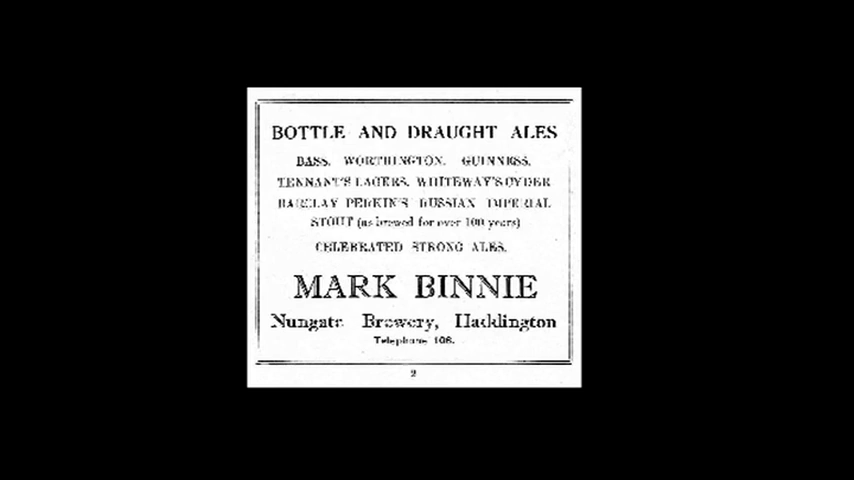 BOTTLE AND DRAUGHT ALES
BASS. WORTHINGTON. GUINNESS.
TENNANT'S LAGERS. WHITEWAY'S CYDER
BARCLAY PERKIN'S RUSSIAN IMPERIAL
STOUT (as brewed for over 100 years)
CELEBRATED STRONG ALES.
MARK BINNIE
Nungate Brewery, Haddington
Telephone 108.
2